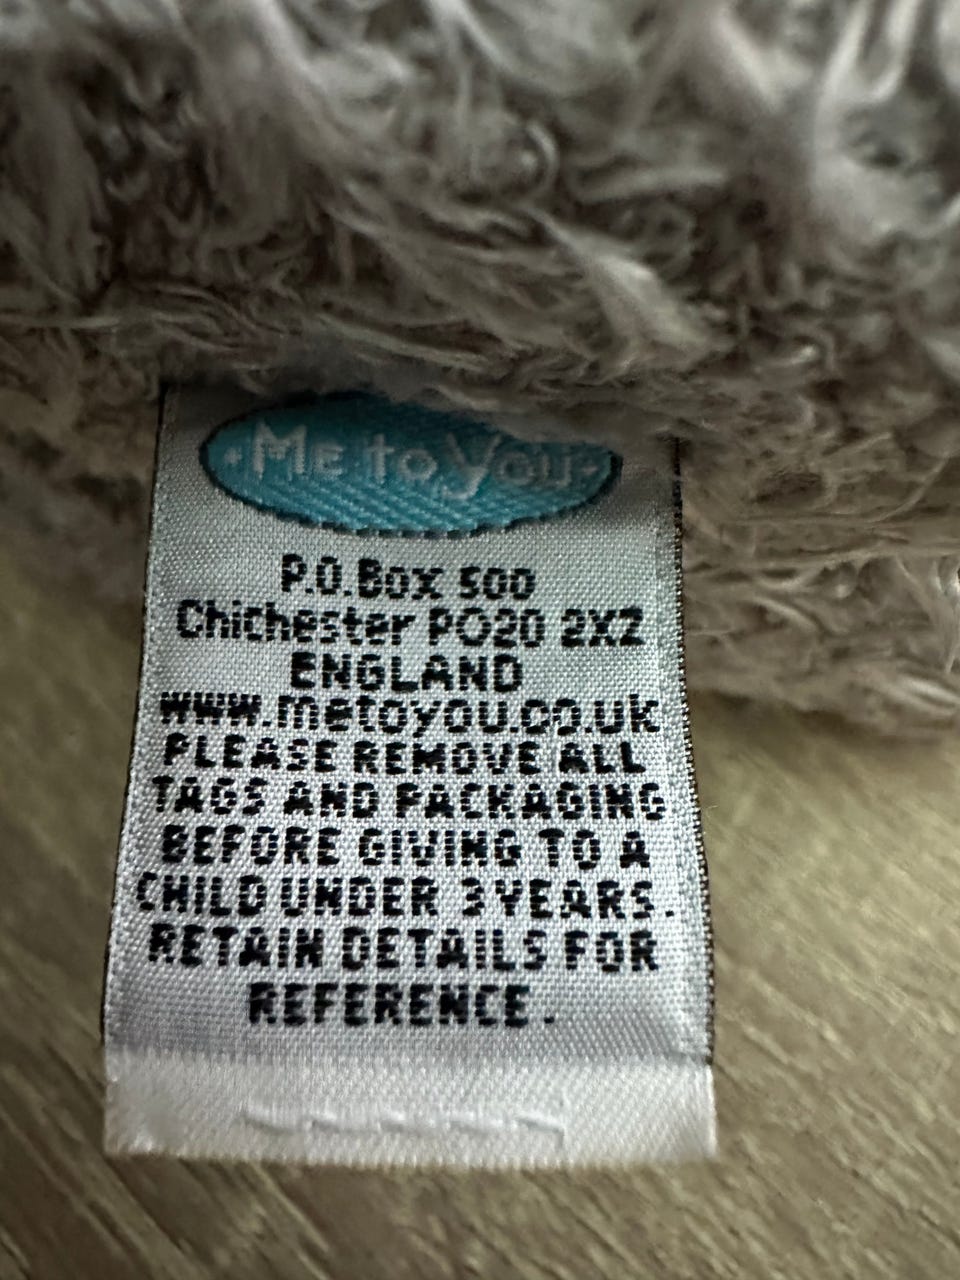 ·Me to You·
P.O.Box 500
Chichester PO20 2XZ
ENGLAND
www.metoyou.co.uk
PLEASE REMOVE ALL
TAGS AND PACKAGING
BEFORE GIVING TO A
CHILD UNDER 3 YEARS.
RETAIN DETAILS FOR
REFERENCE.